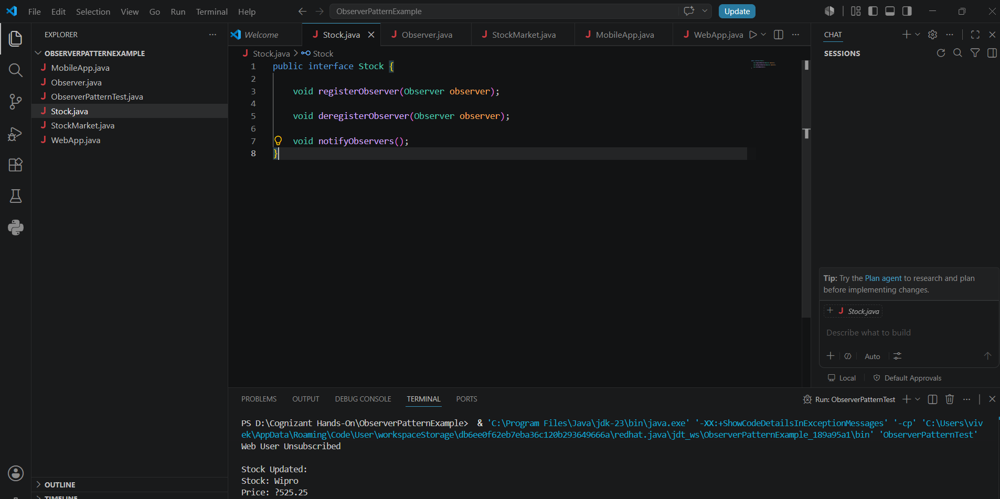 File Edit Selection View Go Run Terminal Help
ObserverPatternExample
Update
EXPLORER
OBSERVERPATTERNEXAMPLE
MobileApp.java
Observer.java
ObserverPatternTest.java
Stock.java
StockMarket.java
WebApp.java
OUTLINE
TIMELINE
Welcome
Stock.java
Observer.java
StockMarket.java
MobileApp.java
WebApp.java
Stock.java > Stock
1 public interface Stock {
2
3 void registerObserver(Observer observer);
4
5 void deregisterObserver(Observer observer);
6
7 void notifyObservers();
8 }
CHAT
SESSIONS
Tip: Try the Plan agent to research and plan
before implementing changes.
Stock.java
Describe what to build
Auto
Local Default Approvals
PROBLEMS OUTPUT DEBUG CONSOLE TERMINAL PORTS
Run: ObserverPatternTest
PS D:\Cognizant Hands-On\ObserverPatternExample> & 'C:\Program Files\Java\jdk-23\bin\java.exe' '-XX:+ShowCodeDetailsInExceptionMessages' '-cp' 'C:\Users\viv
ek\AppData\Roaming\Code\User\workspaceStorage\db6ee0f62eb7eba36c120b293649666a\redhat.java\jdt_ws\ObserverPatternExample_189a95a1\bin' 'ObserverPatternTest'
Web User Unsubscribed
Stock Updated:
Stock: Wipro
Price: ?525.25